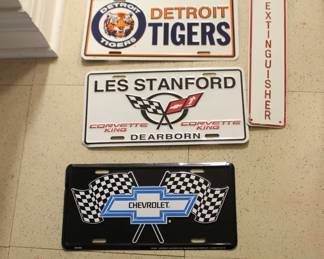 DETROIT
TIGERS
DETROIT
TIGERS
EXTINGUISHER
LES STANFORD
CORVETTE
KING
CORVETTE
KING
DEARBORN
CHEVROLET